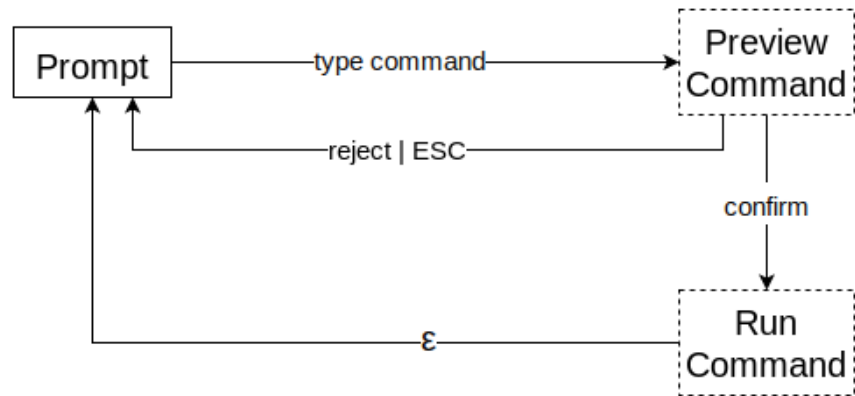 Prompt
type command
Preview
Command
reject | ESC
confirm
ε
Run
Command